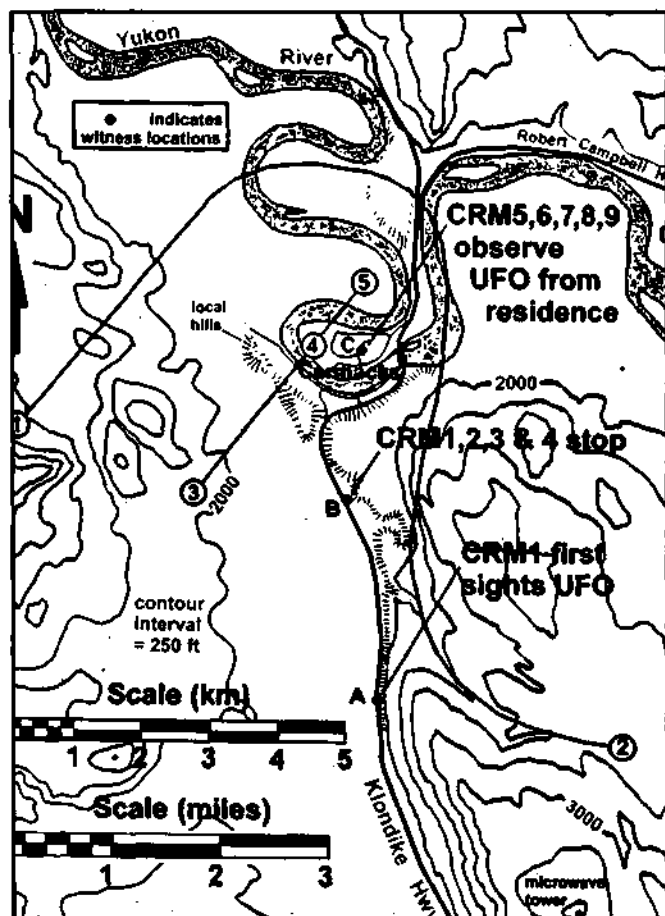 Yukon
River
indicates
witness locations
Robert Campbell
N
CRM5,6,7,8,9
observe
UFO from
residence
5
local
hills
4
C
Carmacks
2000
1
CRM1,2,3 & 4 stop
3
2000
B
CRM1 first
sights UFO
contour
interval
= 250 ft
A
Scale (km)
1 2 3 4 5
2
Scale (miles)
Klondike Hwy
3000
1 2 3
microwave
tower